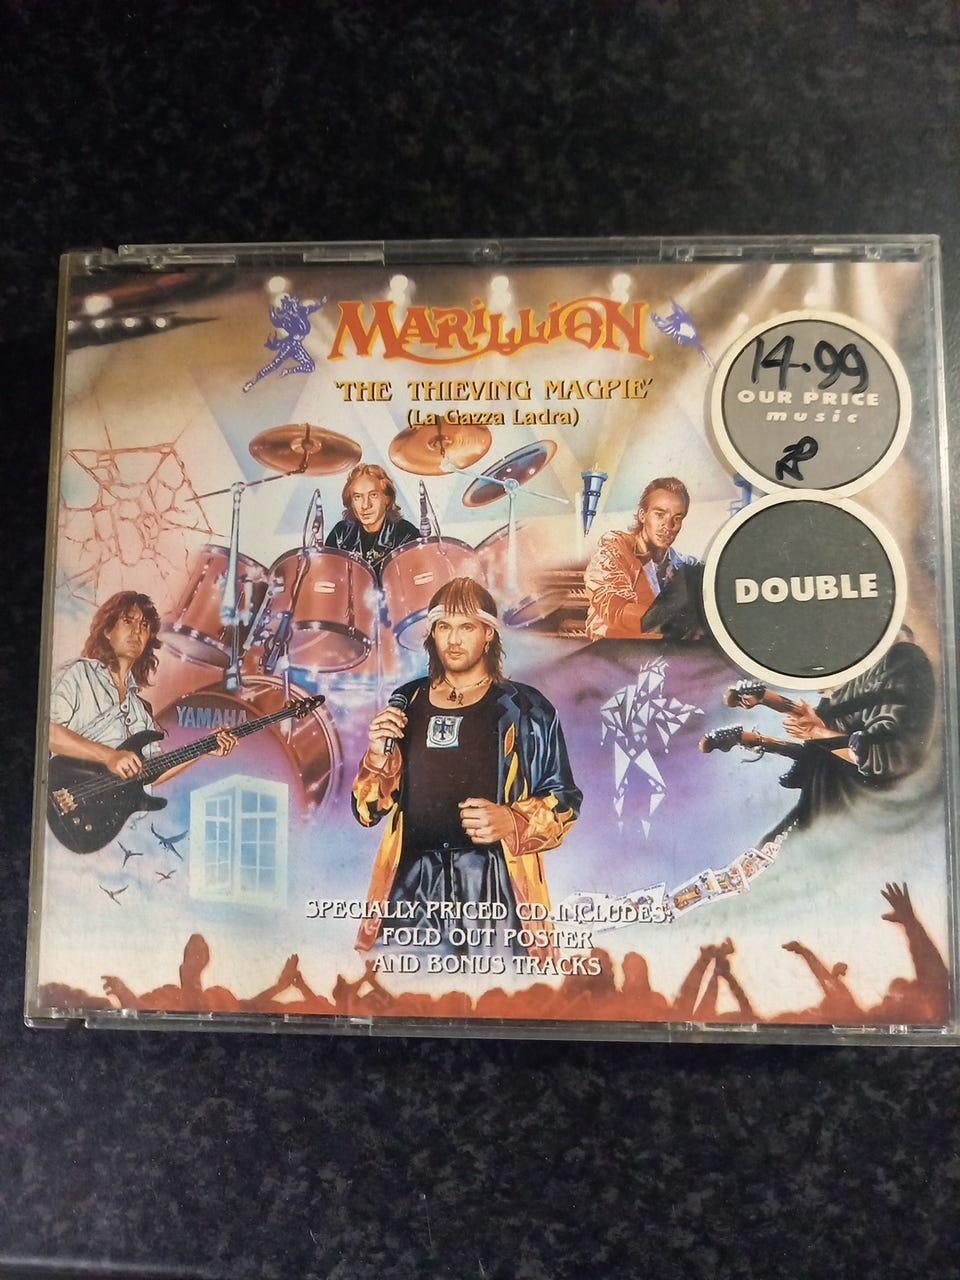 MARILLION
'THE THIEVING MAGPIE'
(La Gazza Ladra)
14.99
OUR PRICE
music
DOUBLE
YAMAHA
SPECIALLY PRICED CD.INCLUDES:
FOLD OUT POSTER
AND BONUS TRACKS